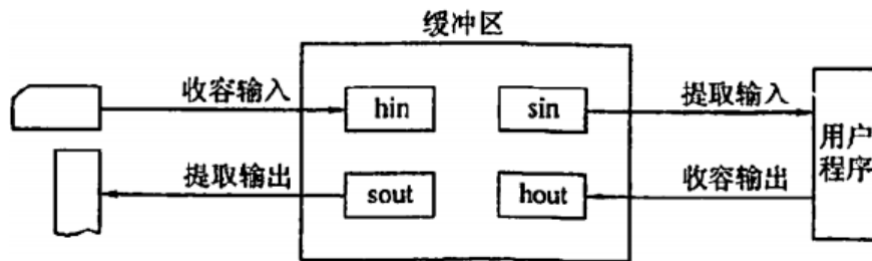 缓冲区
收容输入
hin
sin
提取输入
用户
程序
提取输出
sout
hout
收容输出